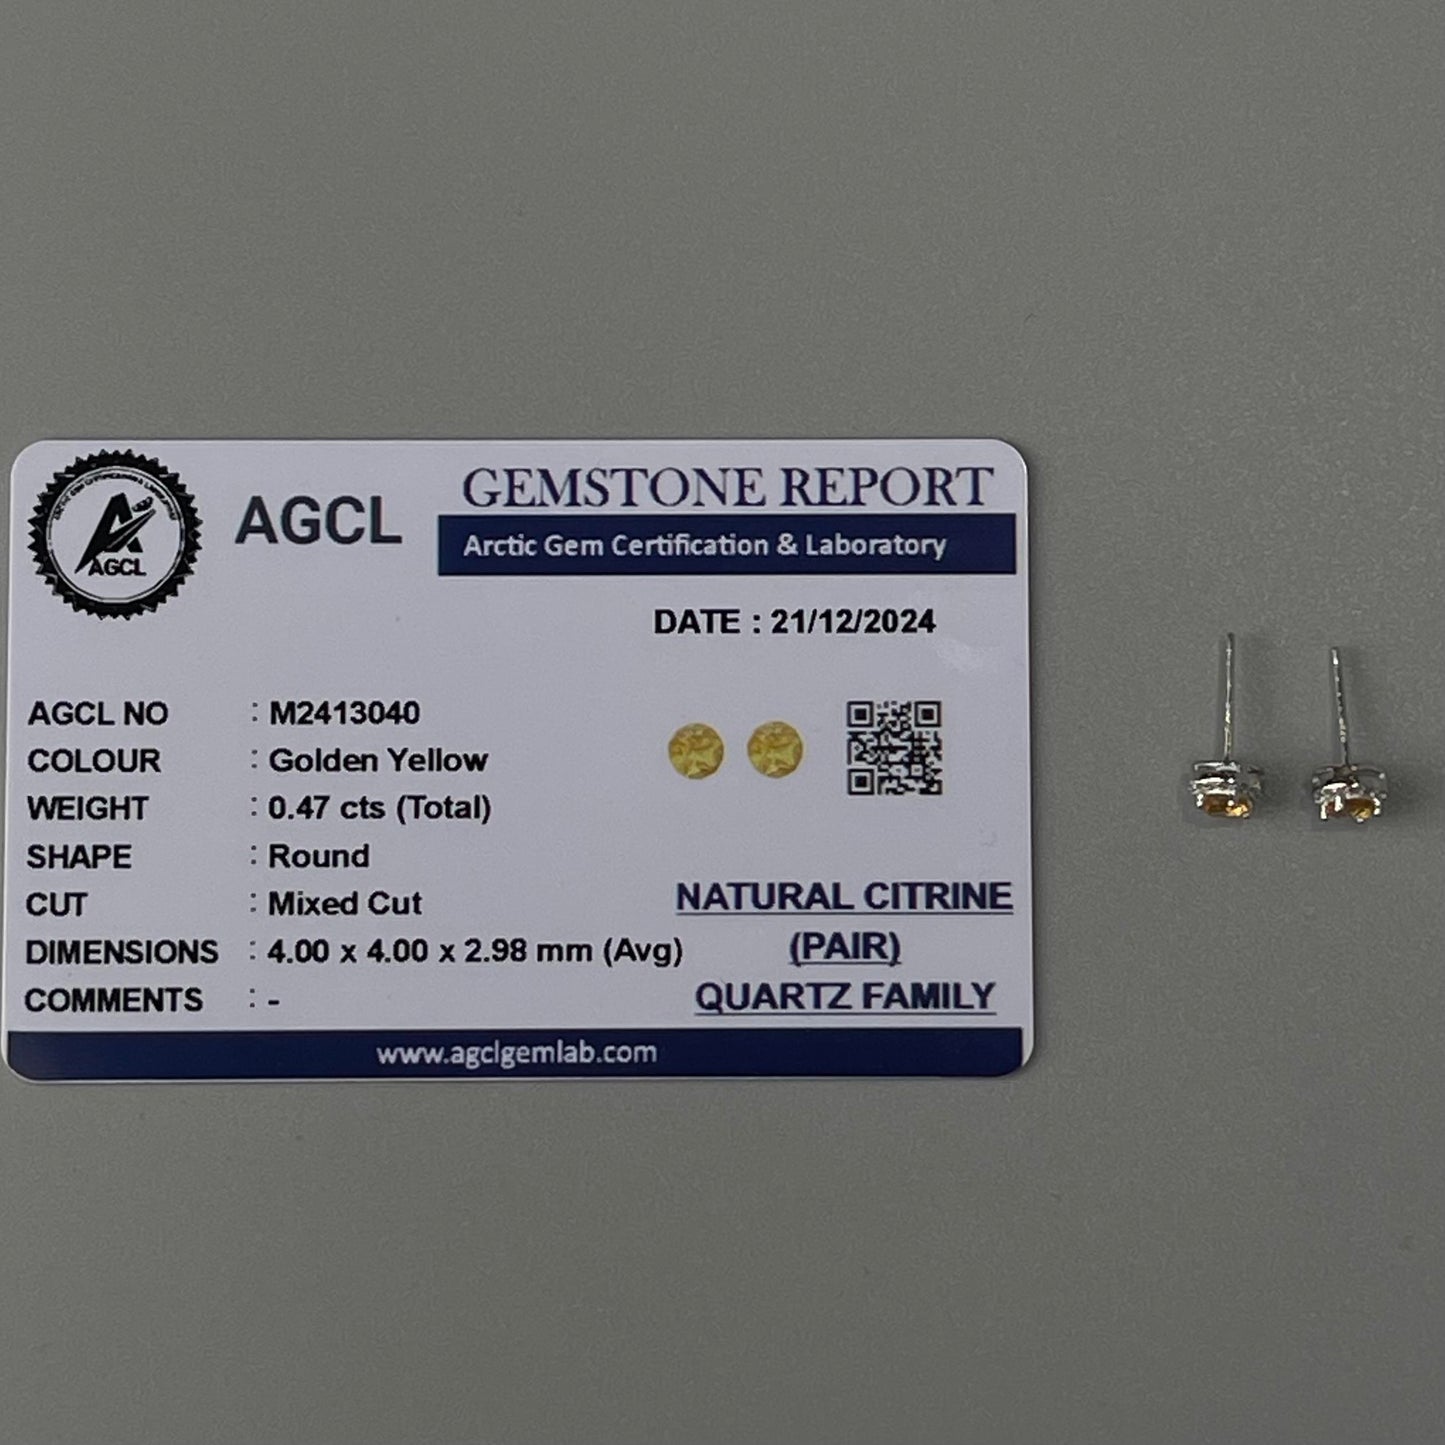 AGCL
AGCL
GEMSTONE REPORT
Arctic Gem Certification & Laboratory
DATE : 21/12/2024
AGCL NO : M2413040
COLOUR : Golden Yellow
WEIGHT : 0.47 cts (Total)
SHAPE : Round
CUT : Mixed Cut
DIMENSIONS : 4.00 x 4.00 x 2.98 mm (Avg)
COMMENTS : -
NATURAL CITRINE
(PAIR)
QUARTZ FAMILY
www.agclgemlab.com